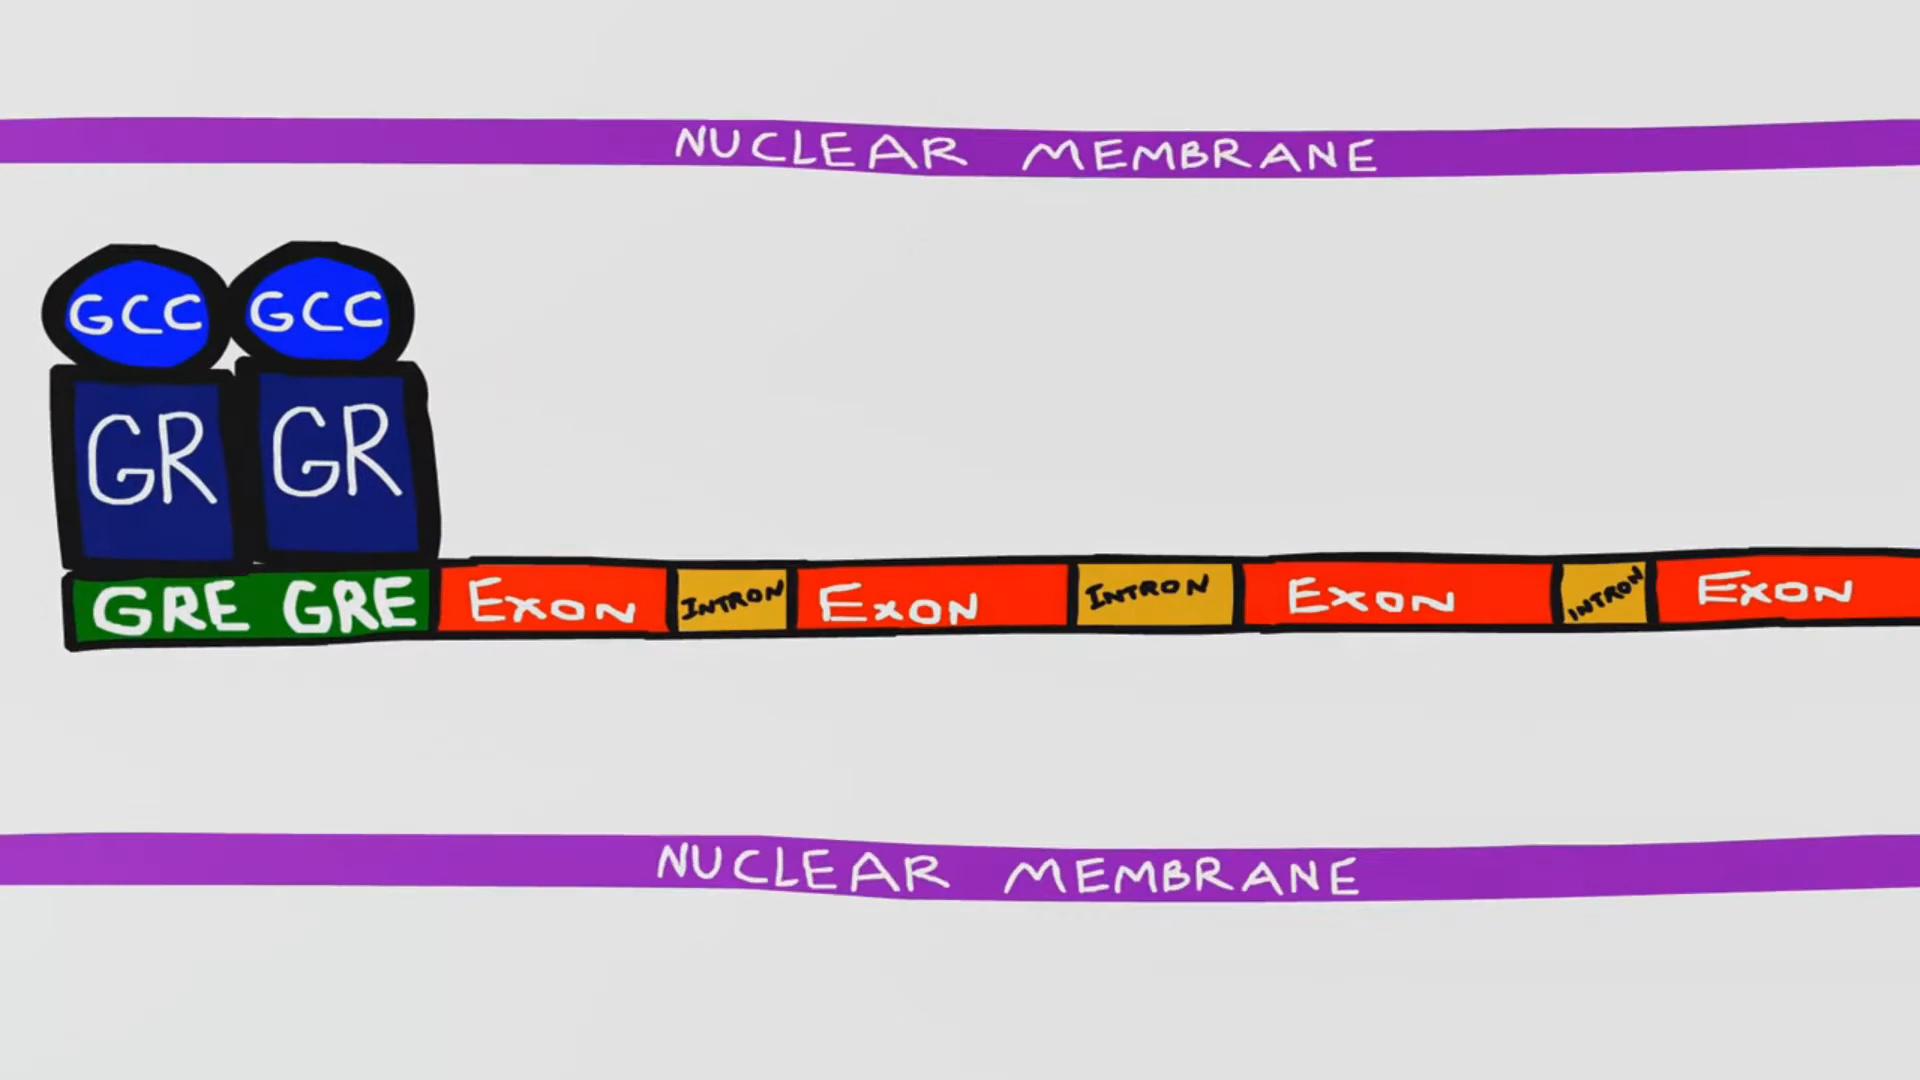 NUCLEAR MEMBRANE
GCC GCC
GR GR
GRE GRE EXON INTRON EXON INTRON EXON INTRON EXON
NUCLEAR MEMBRANE